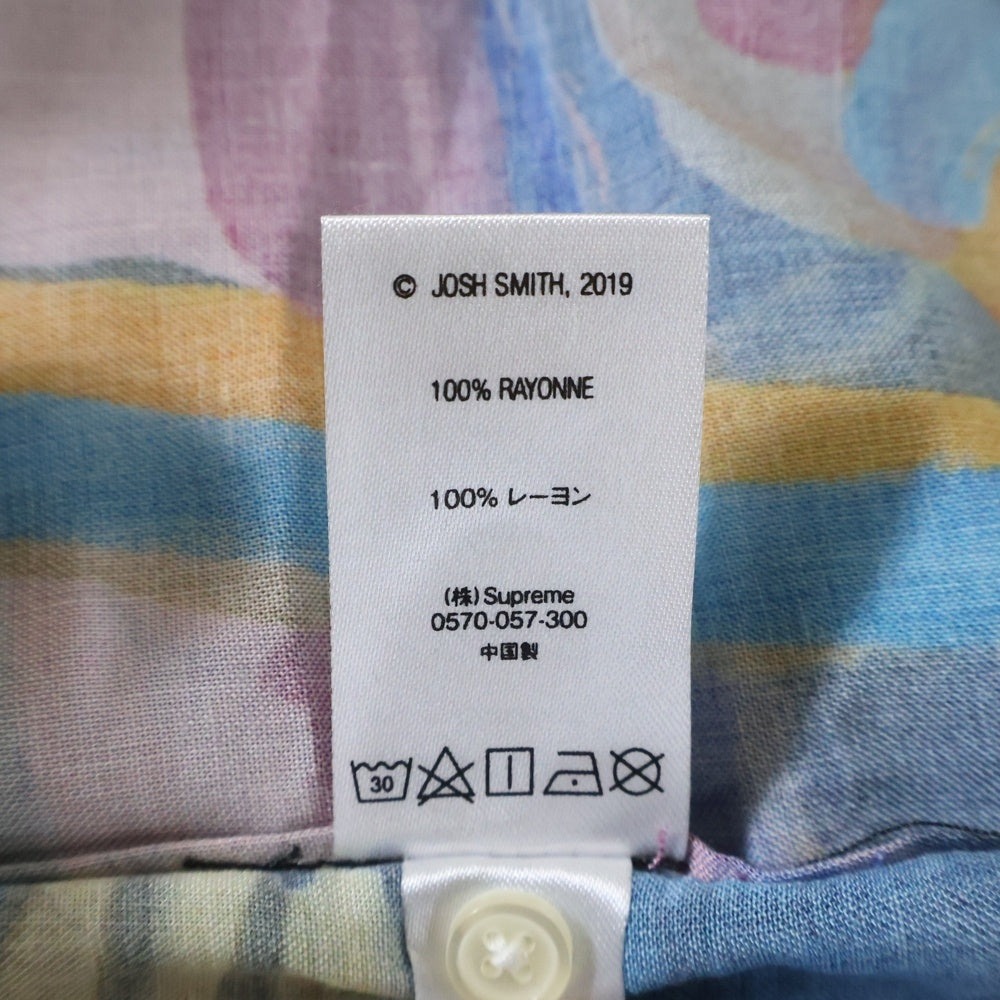 © JOSH SMITH, 2019
100% RAYONNE
100% レーヨン
(株)Supreme
0570-057-300
中国製
30